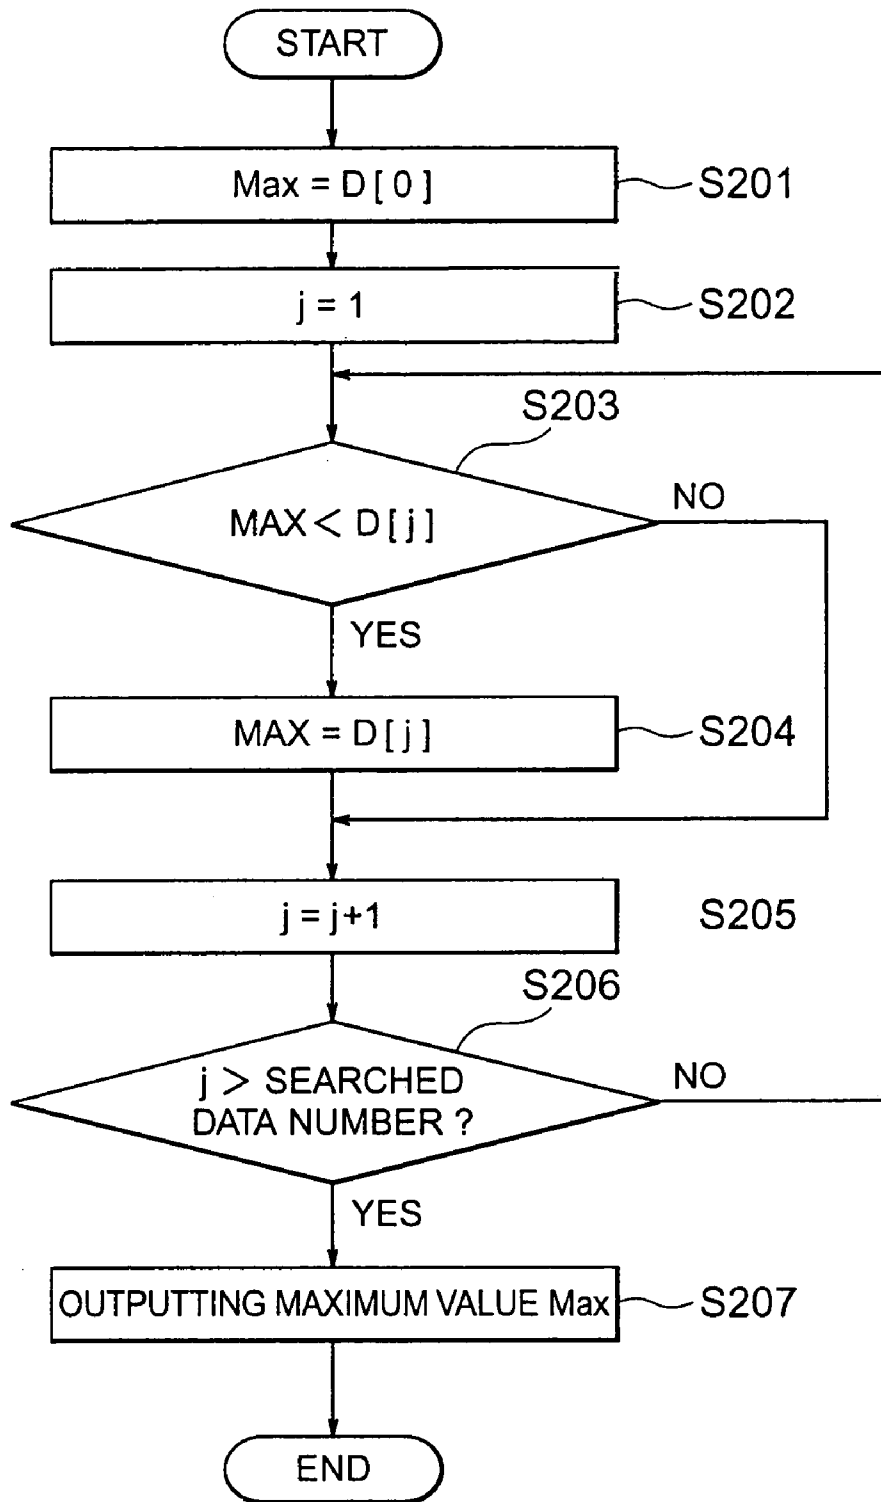 START
Max = D [ 0 ]
S201
j = 1
S202
S203
MAX < D [ j ]
NO
YES
MAX = D [ j ]
S204
j = j+1
S205
S206
j > SEARCHED
DATA NUMBER ?
NO
YES
OUTPUTTING MAXIMUM VALUE Max
S207
END